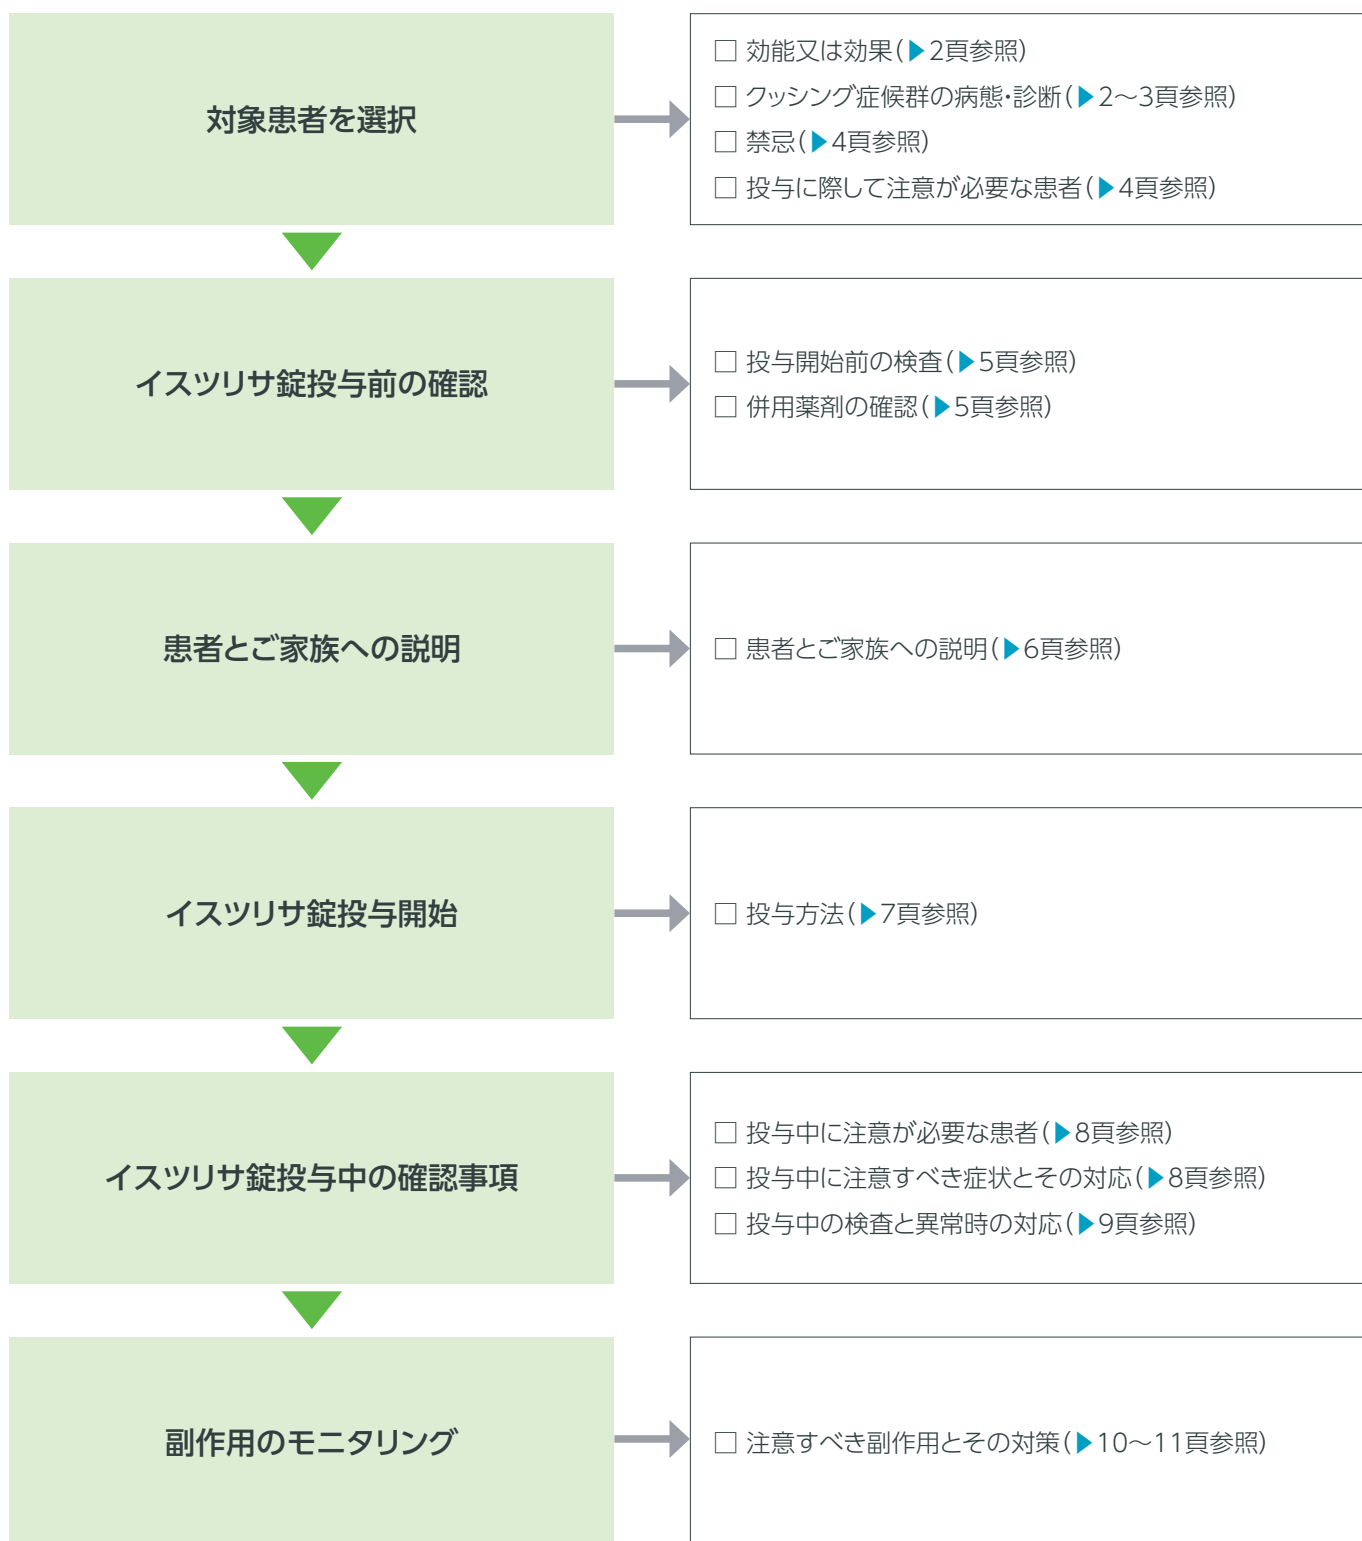 対象患者を選択
□ 効能又は効果(▶2頁参照)
□ クッシング症候群の病態・診断(▶2〜3頁参照)
□ 禁忌(▶4頁参照)
□ 投与に際して注意が必要な患者(▶4頁参照)
イスツリサ錠投与前の確認
□ 投与開始前の検査(▶5頁参照)
□ 併用薬剤の確認(▶5頁参照)
患者とご家族への説明
□ 患者とご家族への説明(▶6頁参照)
イスツリサ錠投与開始
□ 投与方法(▶7頁参照)
イスツリサ錠投与中の確認事項
□ 投与中に注意が必要な患者(▶8頁参照)
□ 投与中に注意すべき症状とその対応(▶8頁参照)
□ 投与中の検査と異常時の対応(▶9頁参照)
副作用のモニタリング
□ 注意すべき副作用とその対策(▶10〜11頁参照)